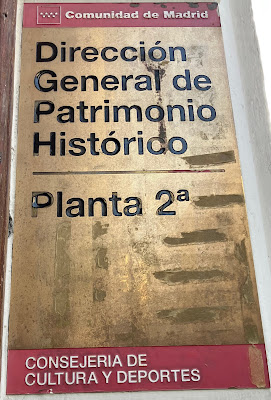 Comunidad de Madrid
Dirección
General de
Patrimonio
Histórico
Planta 2ª
CONSEJERIA DE
CULTURA Y DEPORTES